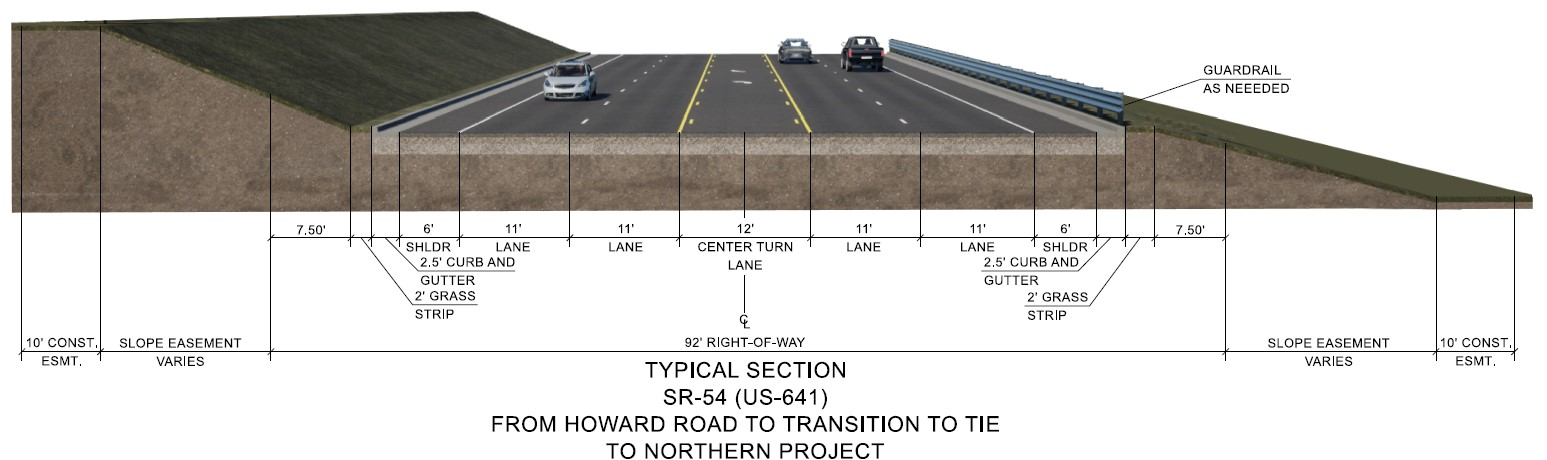 GUARDRAIL
AS NEEEDED
7.50'
6'
SHLDR
11'
LANE
11'
LANE
12'
CENTER TURN
LANE
11'
LANE
11'
LANE
6'
SHLDR
7.50'
2.5' CURB AND
GUTTER
2' GRASS
STRIP
2.5' CURB AND
GUTTER
2' GRASS
STRIP
CL
10' CONST.
ESMT.
SLOPE EASEMENT
VARIES
92' RIGHT-OF-WAY
SLOPE EASEMENT
VARIES
10' CONST.
ESMT.
TYPICAL SECTION
SR-54 (US-641)
FROM HOWARD ROAD TO TRANSITION TO TIE
TO NORTHERN PROJECT